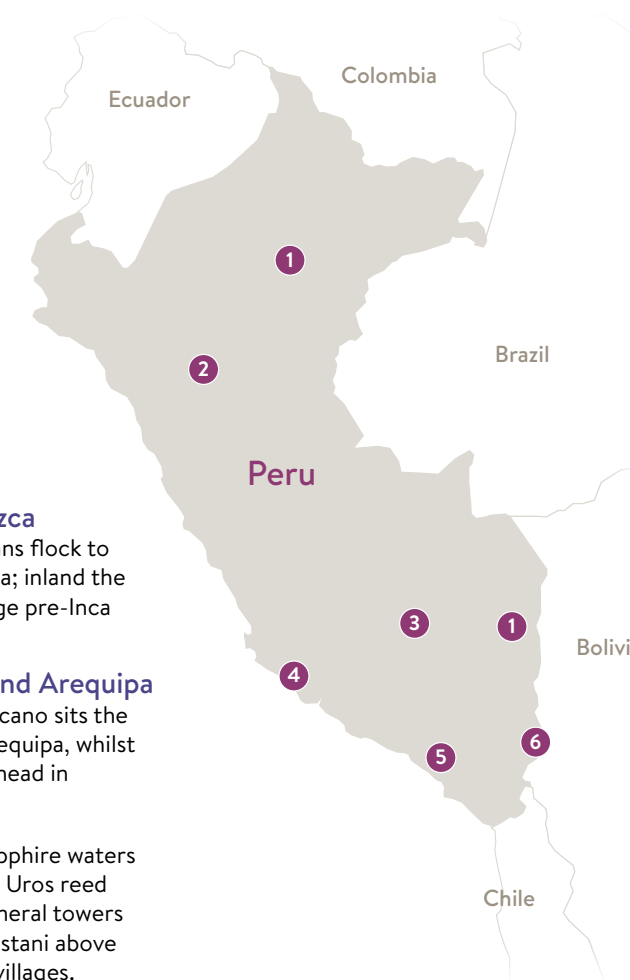 Colombia
Ecuador
1
Brazil
2
Peru
zca
ns flock to
a; inland the
ge pre-Inca
3
1
Bolivi
4
nd Arequipa
cano sits the
equipa, whilst
head in
6
5
pphire waters
Uros reed
neral towers
stani above
villages.
Chile